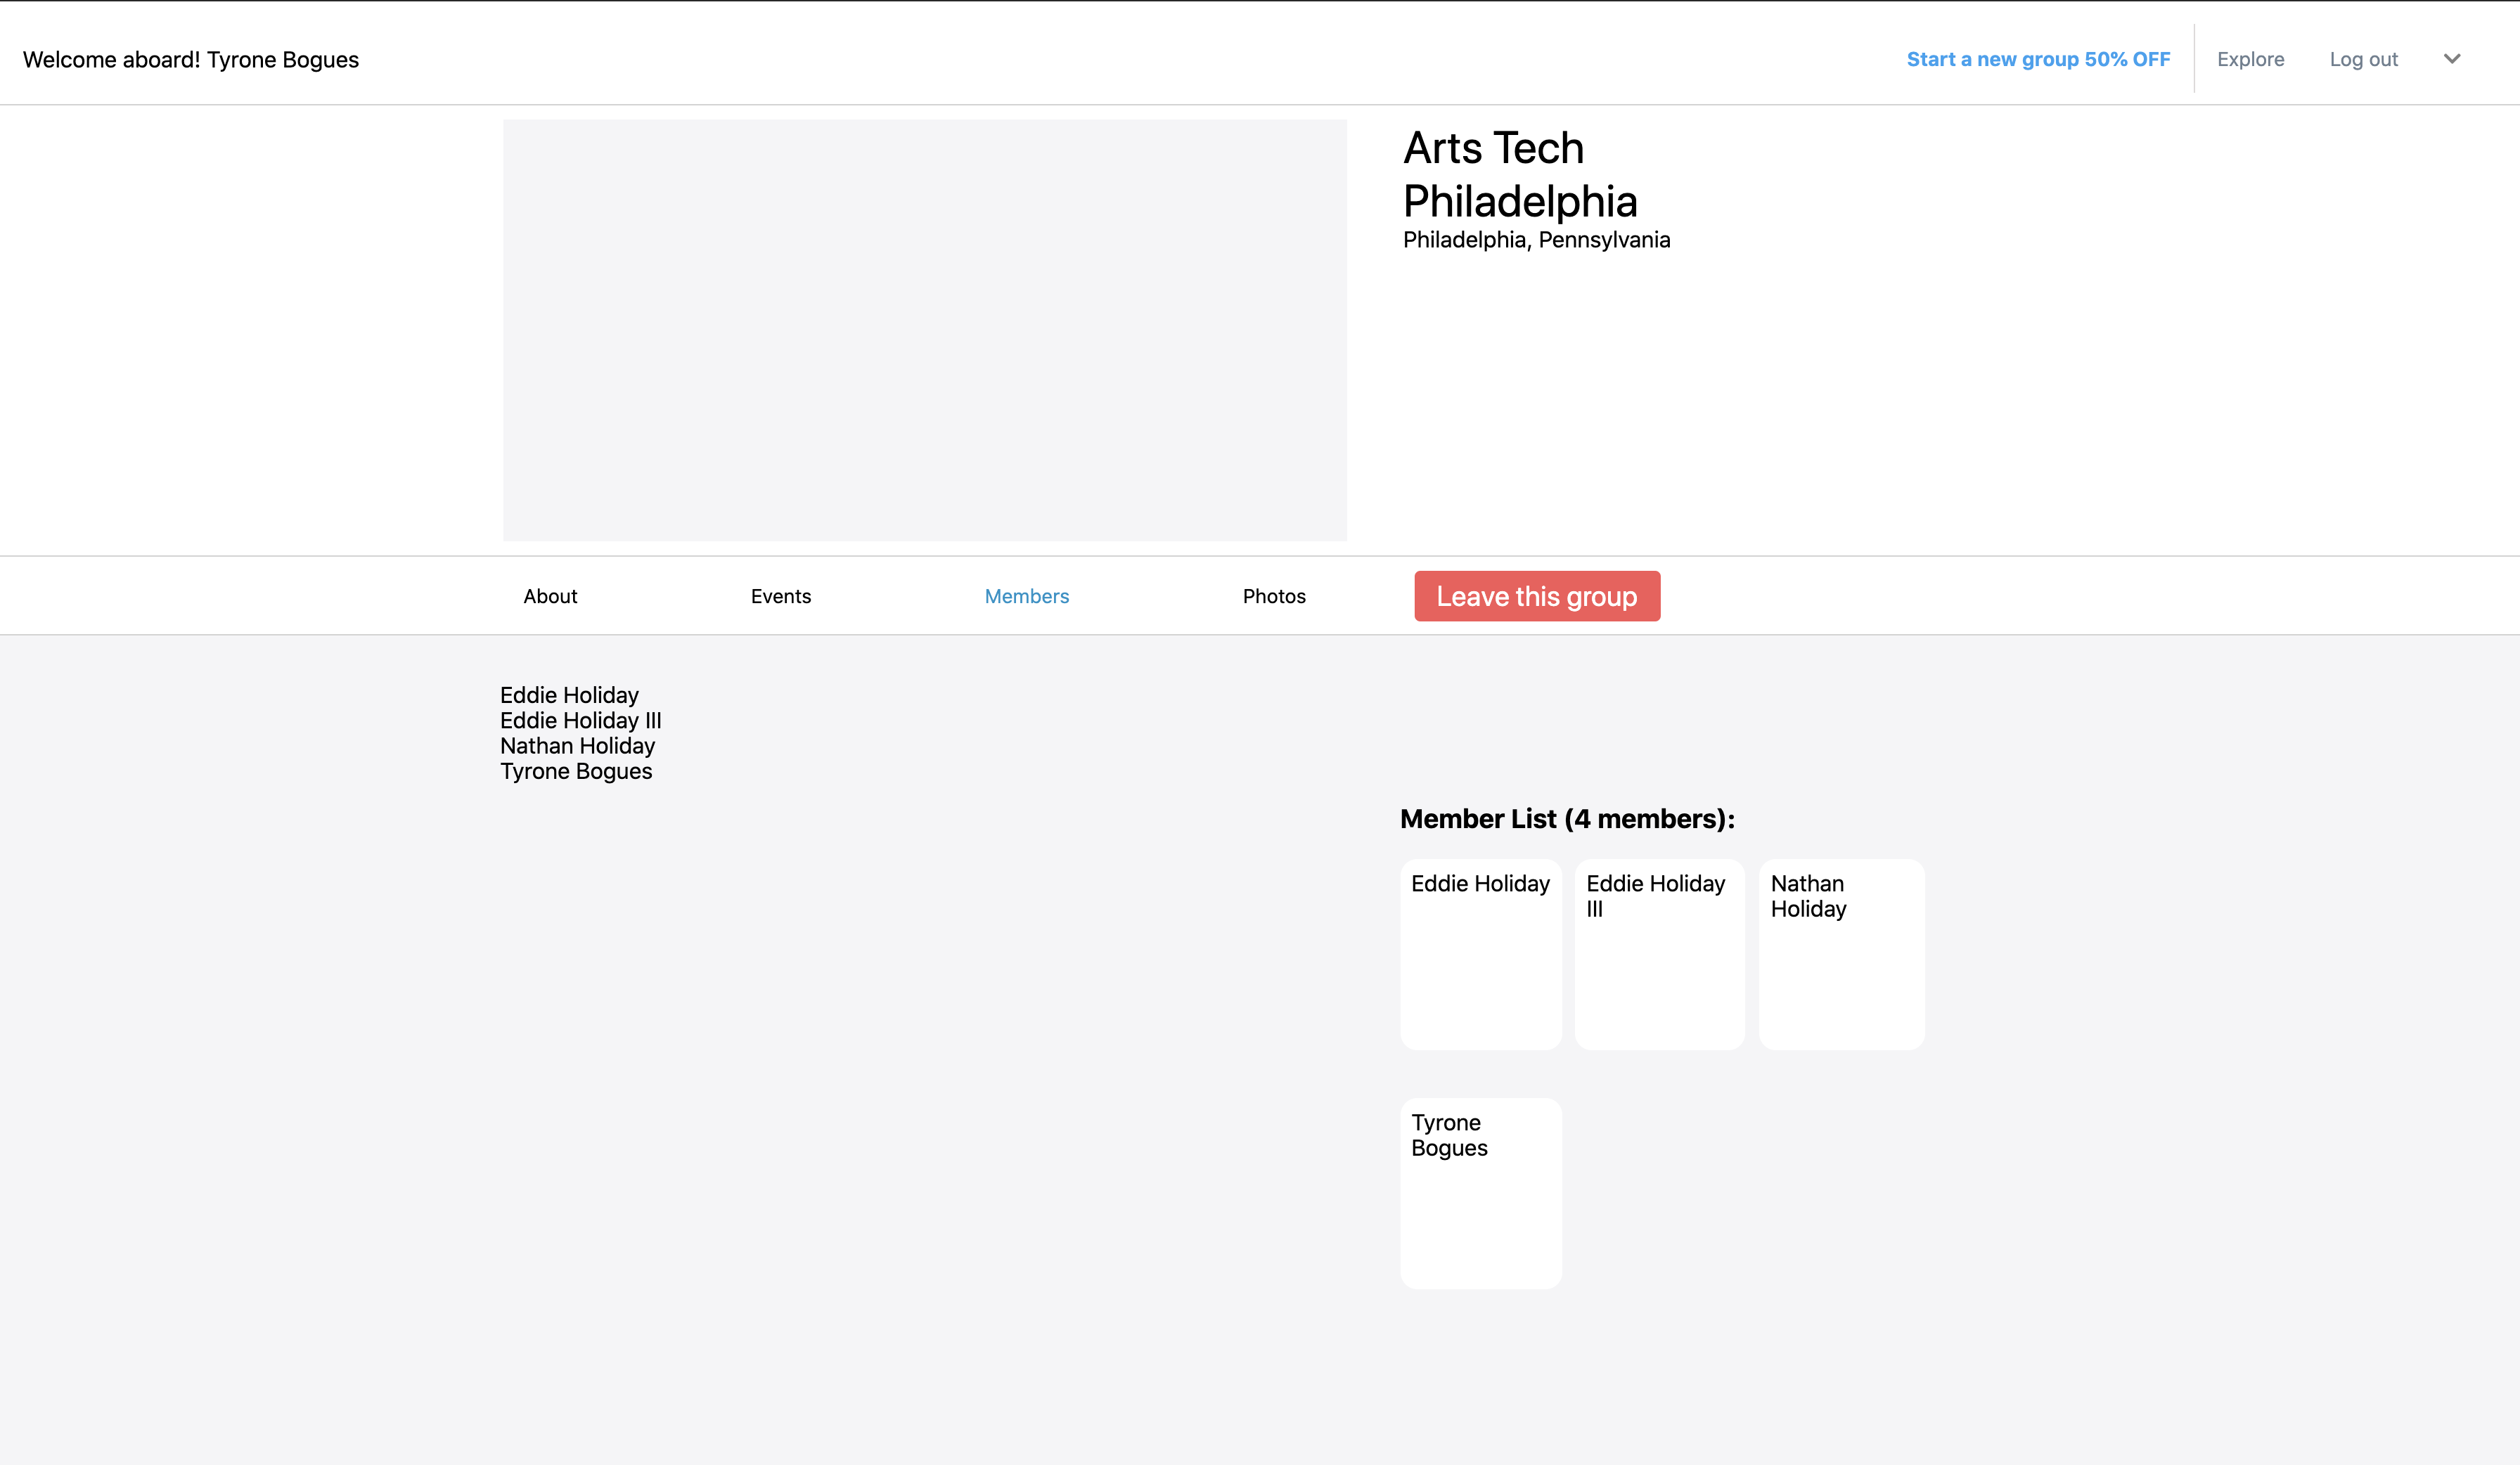 Welcome aboard! Tyrone Bogues
Start a new group 50% OFF
Explore
Log out
Arts Tech
Philadelphia
Philadelphia, Pennsylvania
About
Events
Members
Photos
Leave this group
Eddie Holiday
Eddie Holiday III
Nathan Holiday
Tyrone Bogues
Member List (4 members):
Eddie Holiday
Eddie Holiday
III
Nathan
Holiday
Tyrone
Bogues